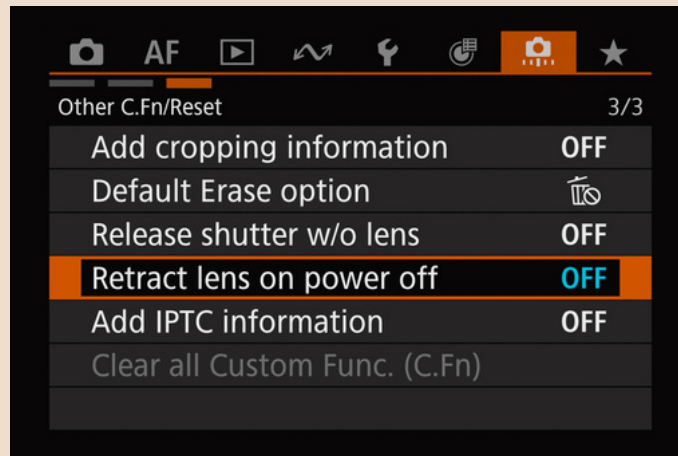 AF
Other C.Fn/Reset 3/3
Add cropping information OFF
Default Erase option
Release shutter w/o lens OFF
Retract lens on power off OFF
Add IPTC information OFF
Clear all Custom Func. (C.Fn)